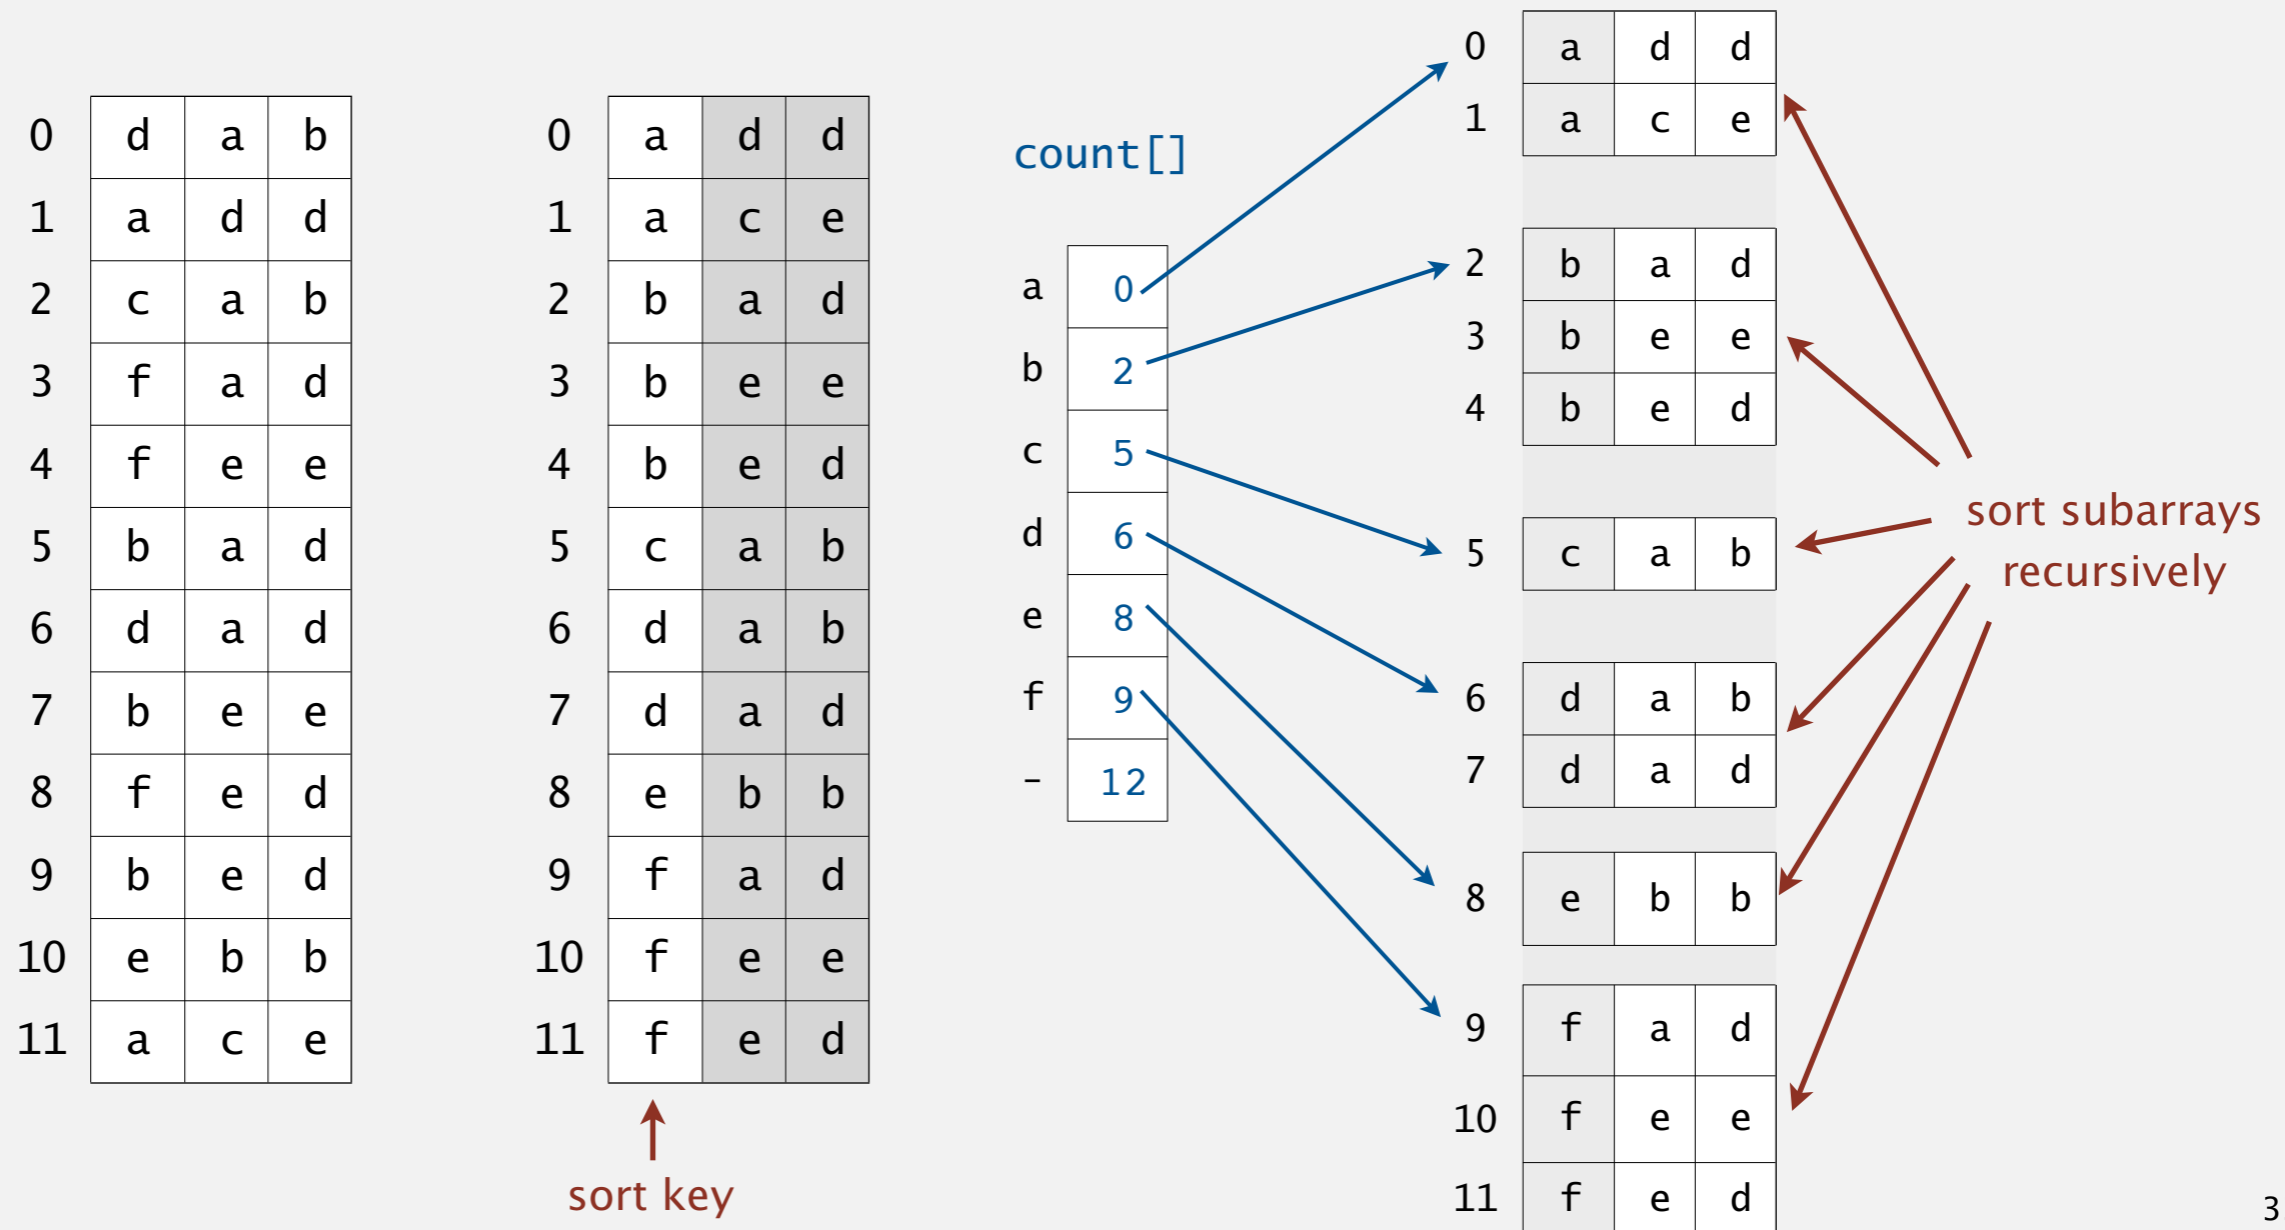 0 d a b
1 a d d
2 c a b
3 f a d
4 f e e
5 b a d
6 d a d
7 b e e
8 f e d
9 b e d
10 e b b
11 a c e
0 a d d
1 a c e
2 b a d
3 b e e
4 b e d
5 c a b
6 d a b
7 d a d
8 e b b
9 f a d
10 f e e
11 f e d
sort key
count[]
a 0
b 2
c 5
d 6
e 8
f 9
- 12
0 a d d
1 a c e
2 b a d
3 b e e
4 b e d
5 c a b
6 d a b
7 d a d
8 e b b
9 f a d
10 f e e
11 f e d
sort subarrays
recursively
3